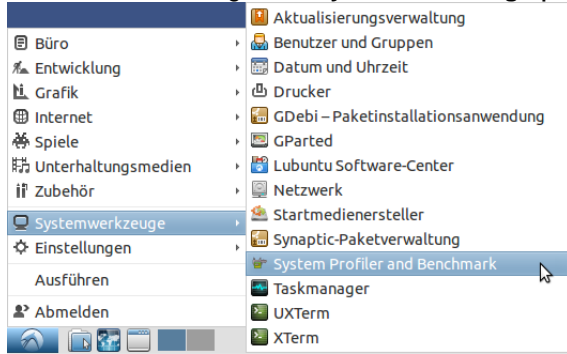 Büro
Entwicklung
Grafik
Internet
Spiele
Unterhaltungsmedien
Zubehör
Systemwerkzeuge
Einstellungen
Ausführen
Abmelden
Aktualisierungsverwaltung
Benutzer und Gruppen
Datum und Uhrzeit
Drucker
GDebi – Paketinstallationsanwendung
GParted
Lubuntu Software-Center
Netzwerk
Startmedienersteller
Synaptic-Paketverwaltung
System Profiler and Benchmark
Taskmanager
UXTerm
XTerm